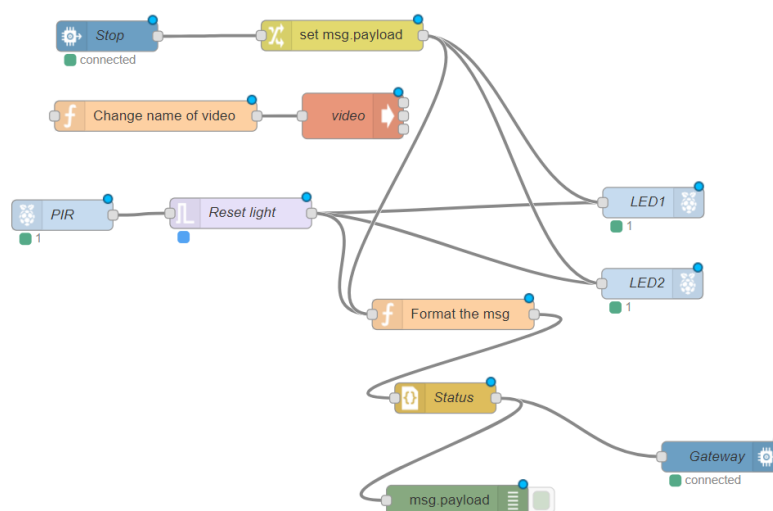 Stop
set msg.payload
connected
Change name of video
video
PIR
Reset light
LED1
1
1
LED2
1
Format the msg
Status
Gateway
connected
msg.payload